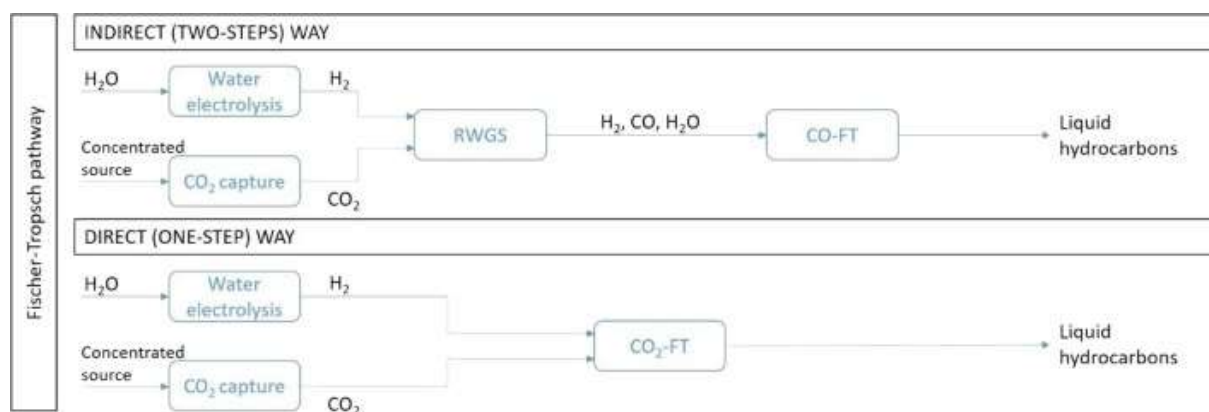 Fischer-Tropsch pathway
INDIRECT (TWO-STEPS) WAY
H₂O
Water
electrolysis
H₂
Concentrated
source
CO₂ capture
CO₂
RWGS
H₂, CO, H₂O
CO-FT
Liquid
hydrocarbons
DIRECT (ONE-STEP) WAY
H₂O
Water
electrolysis
H₂
Concentrated
source
CO₂ capture
CO₂
CO₂-FT
Liquid
hydrocarbons